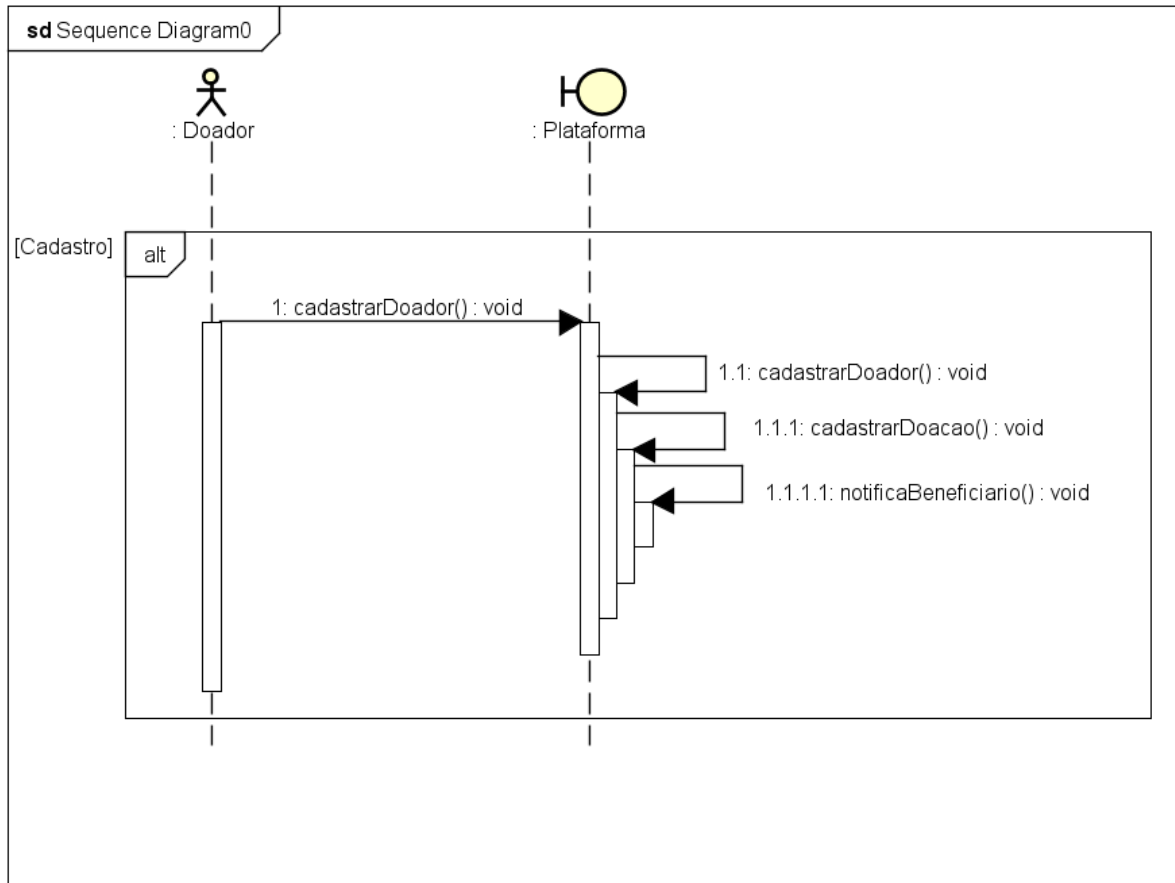 sd Sequence Diagram0
: Doador
: Plataforma
[Cadastro]
alt
1: cadastrarDoador() : void
1.1: cadastrarDoador() : void
1.1.1: cadastrarDoacao() : void
1.1.1.1: notificaBeneficiario() : void